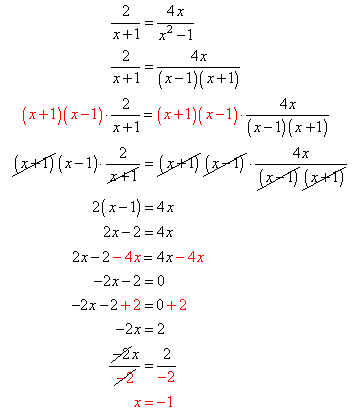 2/(x+1) = 4x/(x²−1)
2/(x+1) = 4x/((x−1)(x+1))
(x+1)(x−1)·2/(x+1) = (x+1)(x−1)·4x/((x−1)(x+1))
(x+1)(x−1)·2/(x+1) = (x+1)(x−1)·4x/((x−1)(x+1))
2(x−1)=4x
2x−2=4x
2x−2−4x=4x−4x
−2x−2=0
−2x−2+2=0+2
−2x=2
−2x/−2 = 2/−2
x=−1